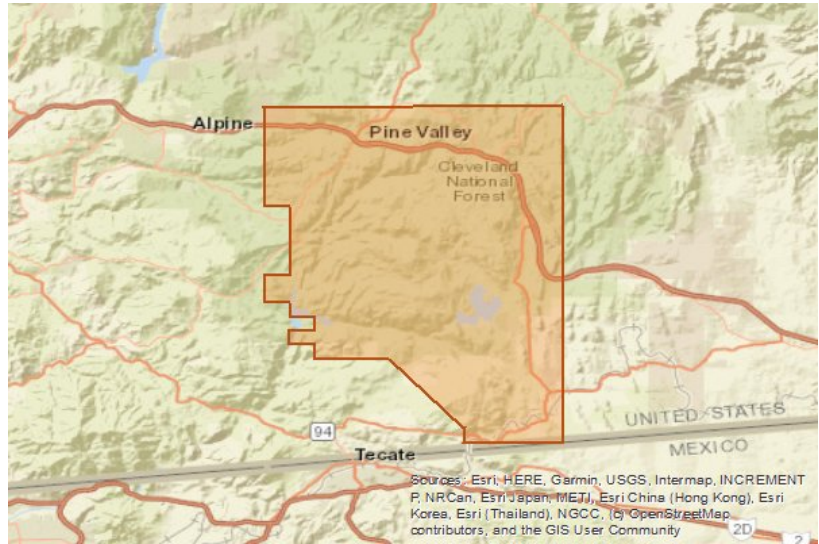 Alpine
Pine Valley
Cleveland
National
Forest
94
UNITED STATES
MEXICO
Tecate
Sources: Esri, HERE, Garmin, USGS, Intermap, INCREMENT
P, NRCan, Esri Japan, METI, Esri China (Hong Kong), Esri
Korea, Esri (Thailand), NGCC, (c) OpenStreetMap
contributors, and the GIS User Community
2D
2